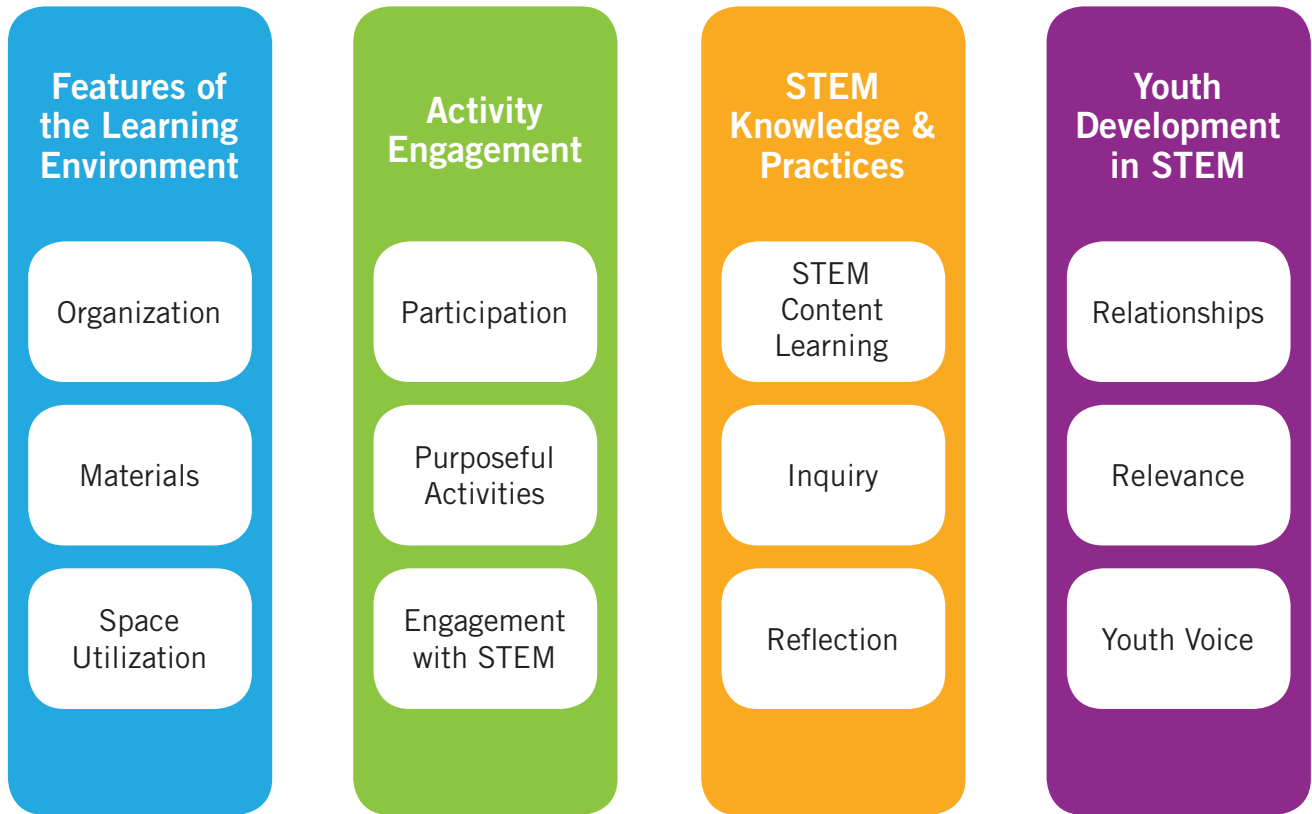 Features of
the Learning
Environment
Organization
Materials
Space
Utilization
Activity
Engagement
Participation
Purposeful
Activities
Engagement
with STEM
STEM
Knowledge &
Practices
STEM
Content
Learning
Inquiry
Reflection
Youth
Development
in STEM
Relationships
Relevance
Youth Voice